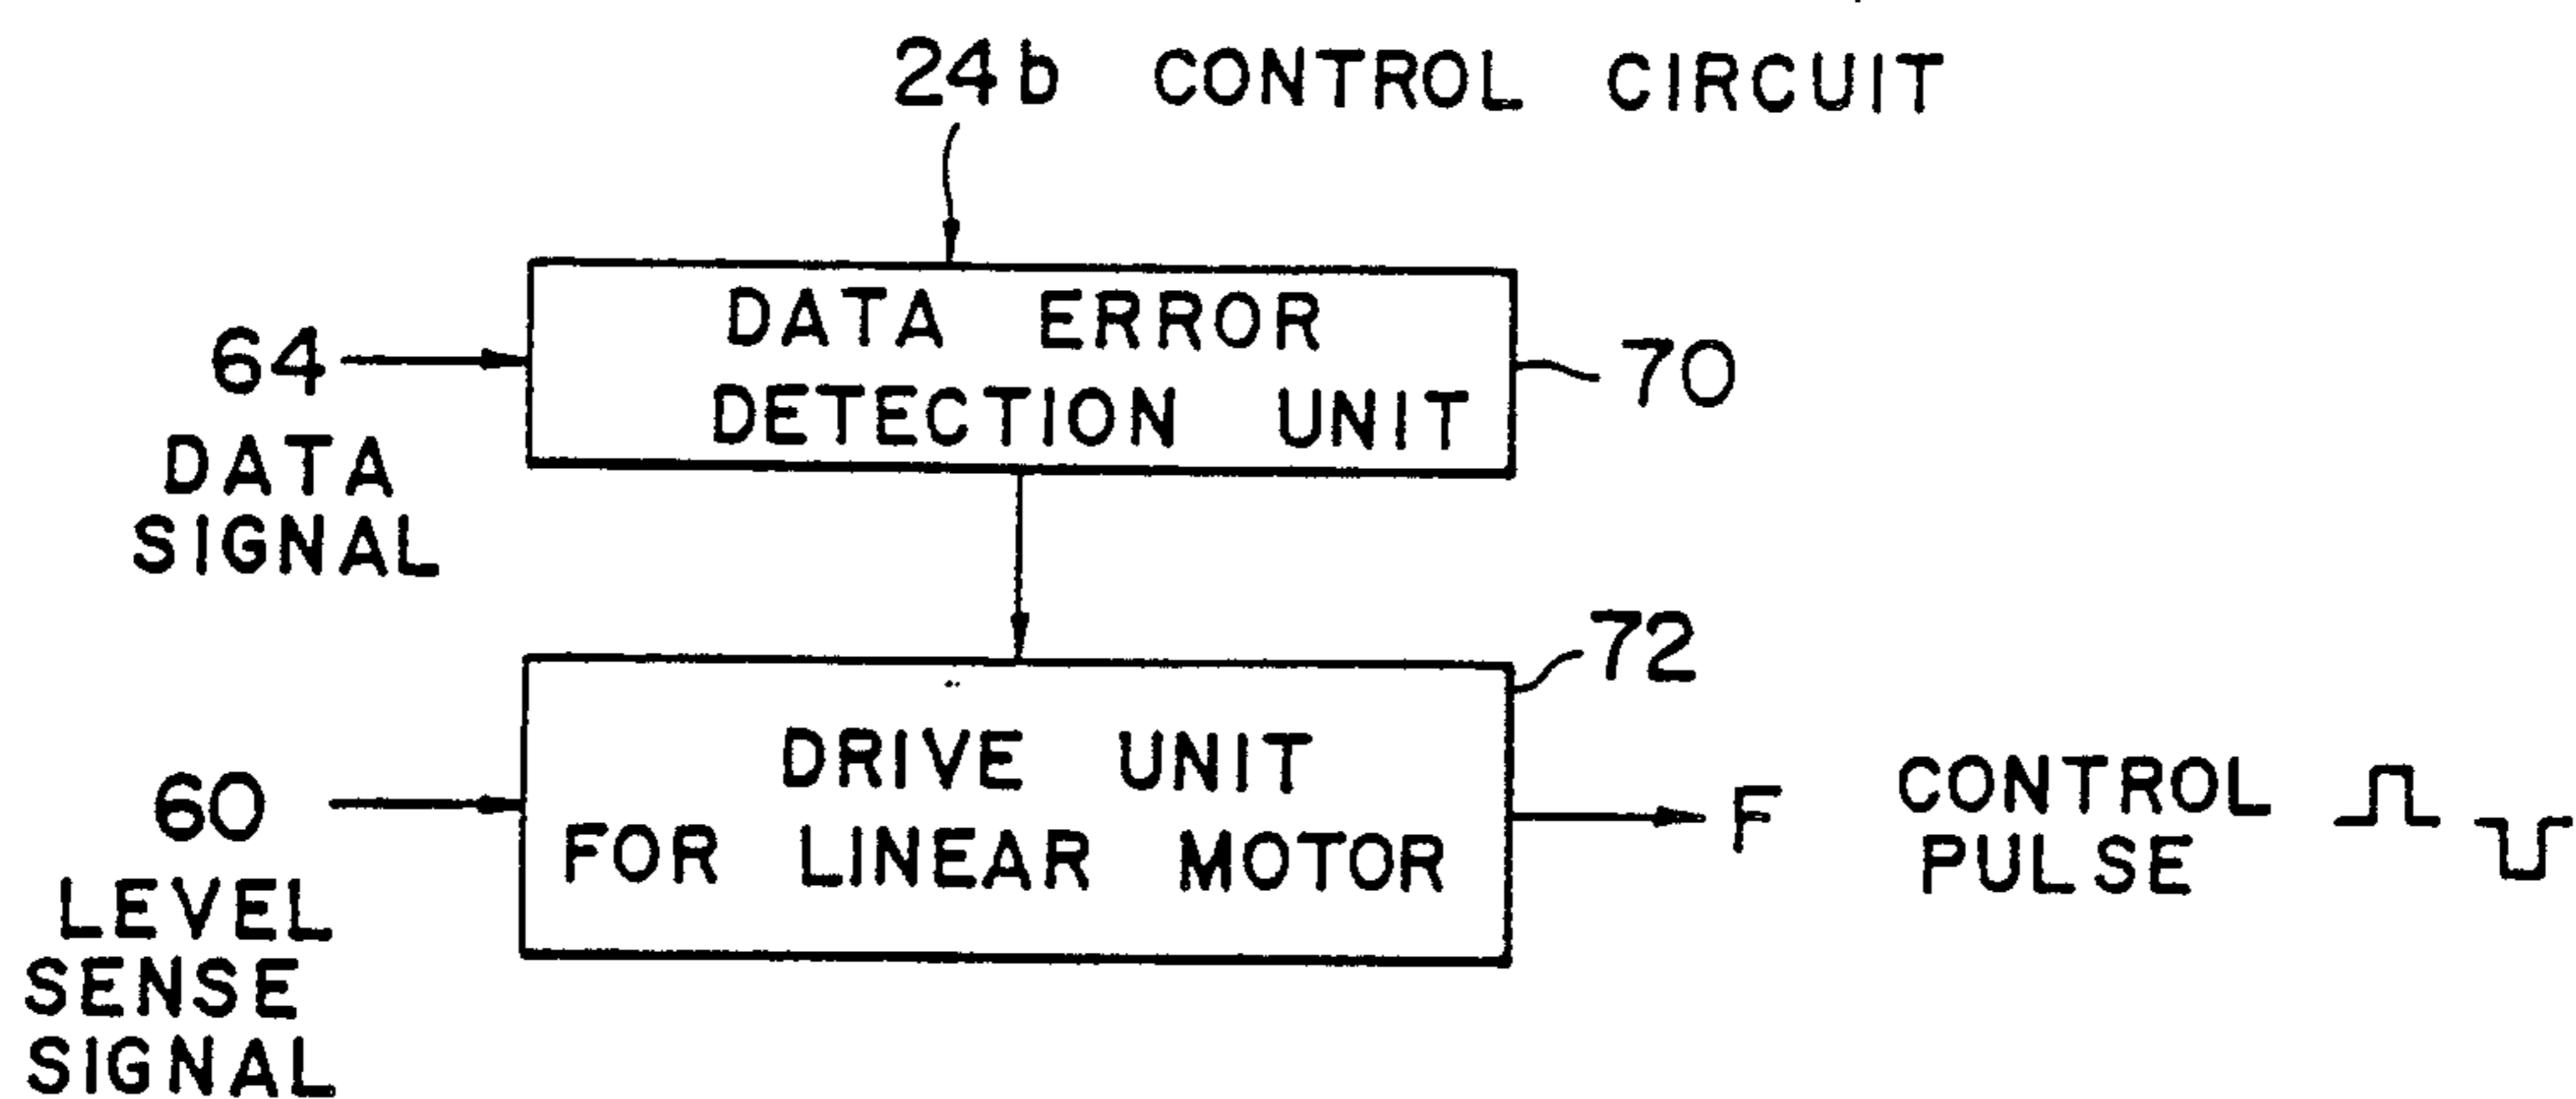 24b CONTROL CIRCUIT
DATA ERROR
DETECTION UNIT
64
70
DATA
SIGNAL
72
DRIVE UNIT
FOR LINEAR MOTOR
60
LEVEL
SENSE
SIGNAL
F
CONTROL
PULSE